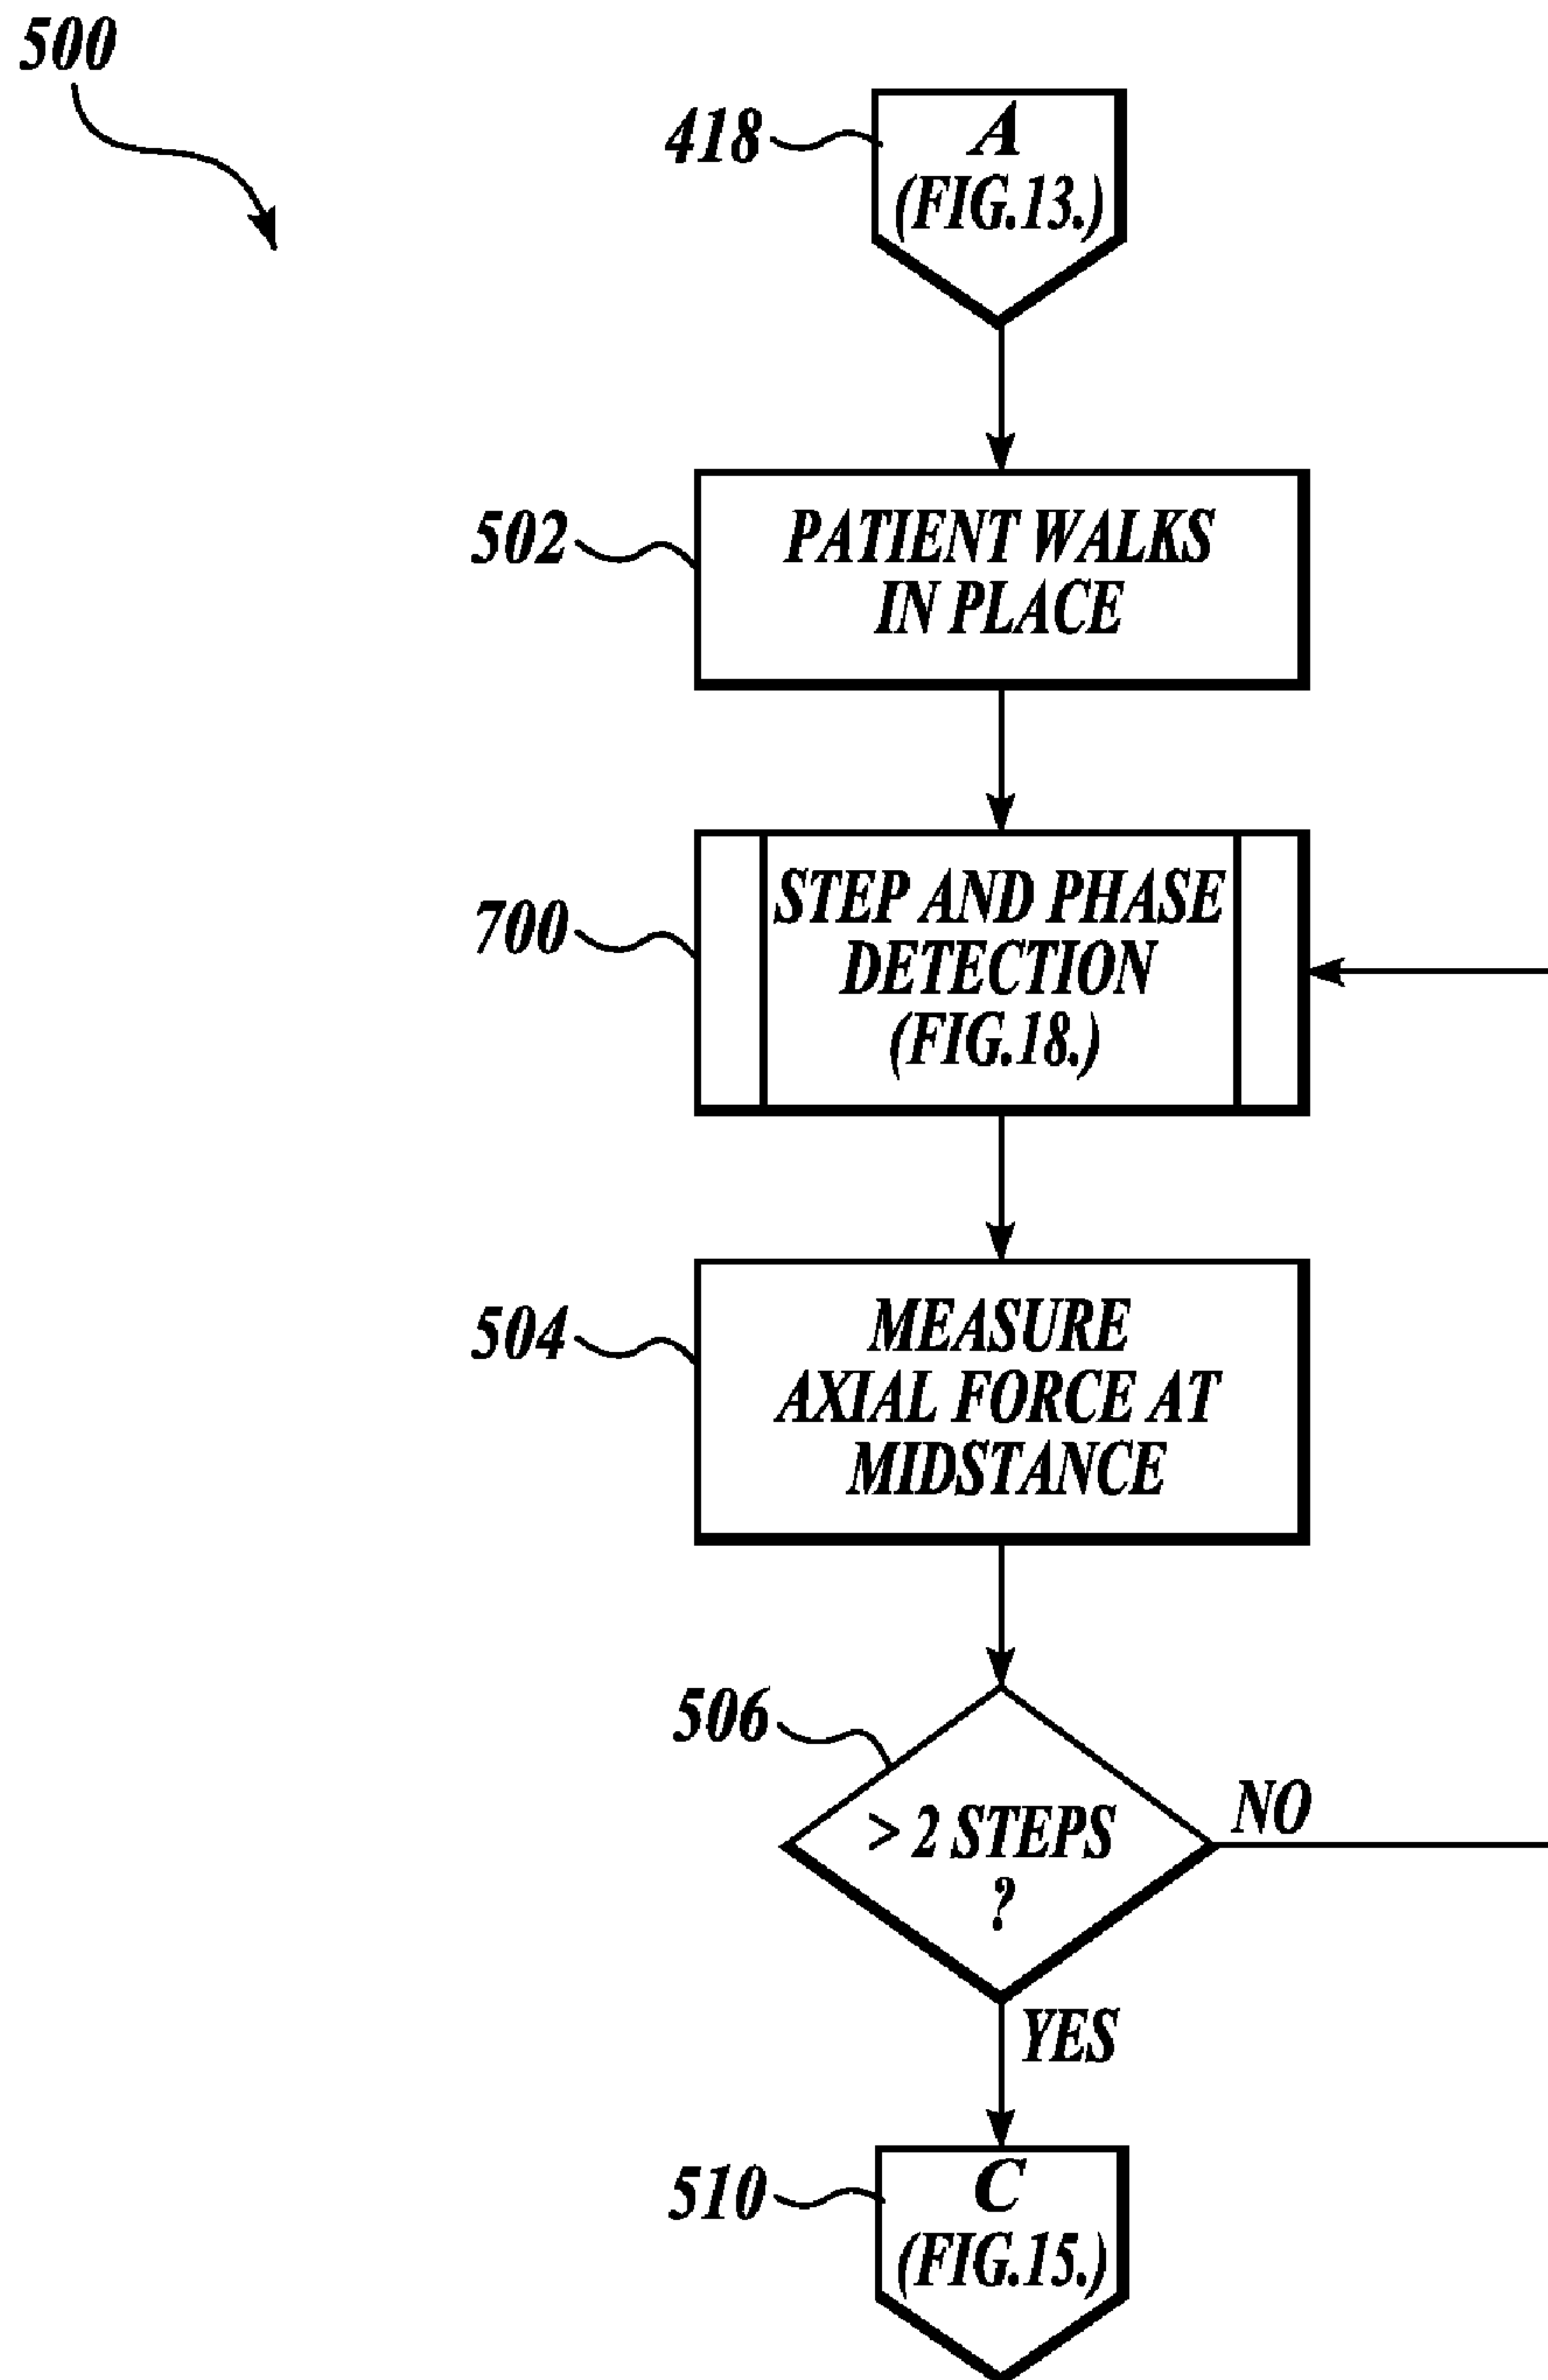 500
418
A
(FIG.13.)
502
PATIENT WALKS
IN PLACE
700
STEP AND PHASE
DETECTION
(FIG.18.)
504
MEASURE
AXIAL FORCE AT
MIDSTANCE
506
> 2 STEPS
?
NO
YES
510
C
(FIG.15.)